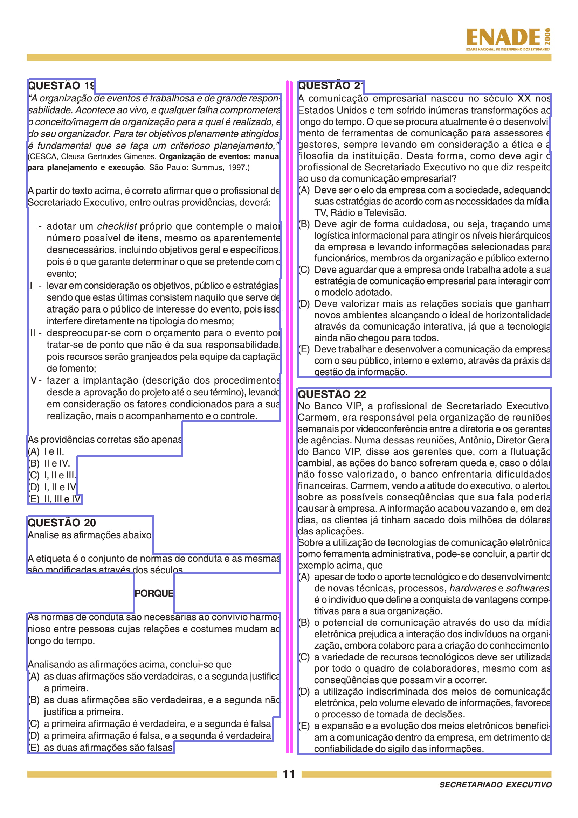 ENADE 2006
EXAME NACIONAL DE DESEMPENHO DOS ESTUDANTES
QUESTÃO 19
“A organização de eventos é trabalhosa e de grande respon-
sabilidade. Acontece ao vivo, e qualquer falha comprometerá
o conceito/imagem da organização para a qual é realizado, e
do seu organizador. Para ter objetivos plenamente atingidos,
é fundamental que se faça um criterioso planejamento.”
(CESCA, Cleusa Gertrudes Gimenes. Organização de eventos: manual
para planejamento e execução. São Paulo: Summus, 1997.)
A partir do texto acima, é correto afirmar que o profissional de
Secretariado Executivo, entre outras providências, deverá:
I - adotar um checklist próprio que contemple o maior
número possível de itens, mesmo os aparentemente
desnecessários, incluindo objetivos geral e específicos,
pois é o que garante determinar o que se pretende com o
evento;
II - levar em consideração os objetivos, público e estratégias,
sendo que estas últimas consistem naquilo que serve de
atração para o público de interesse do evento, pois isso
interfere diretamente na tipologia do mesmo;
III - despreocupar-se com o orçamento para o evento por
tratar-se de ponto que não é da sua responsabilidade,
pois recursos serão granjeados pela equipe da captação
de fomento;
IV - fazer a implantação (descrição dos procedimentos
desde a aprovação do projeto até o seu término), levando
em consideração os fatores condicionados para a sua
realização, mais o acompanhamento e o controle.
As providências corretas são apenas
(A) I e II.
(B) II e IV.
(C) I, II e III.
(D) I, II e IV.
(E) II, III e IV.
QUESTÃO 20
Analise as afirmações abaixo.
A etiqueta é o conjunto de normas de conduta e as mesmas
são modificadas através dos séculos
PORQUE
As normas de conduta são necessárias ao convívio harmo-
nioso entre pessoas cujas relações e costumes mudam ao
longo do tempo.
Analisando as afirmações acima, conclui-se que
(A) as duas afirmações são verdadeiras, e a segunda justifica
a primeira.
(B) as duas afirmações são verdadeiras, e a segunda não
justifica a primeira.
(C) a primeira afirmação é verdadeira, e a segunda é falsa.
(D) a primeira afirmação é falsa, e a segunda é verdadeira.
(E) as duas afirmações são falsas.
QUESTÃO 21
A comunicação empresarial nasceu no século XX nos
Estados Unidos e tem sofrido inúmeras transformações ao
longo do tempo. O que se procura atualmente é o desenvolvi-
mento de ferramentas de comunicação para assessores e
gestores, sempre levando em consideração a ética e a
filosofia da instituição. Desta forma, como deve agir o
profissional de Secretariado Executivo no que diz respeito
ao uso da comunicação empresarial?
(A) Deve ser o elo da empresa com a sociedade, adequando
suas estratégias de acordo com as necessidades da mídia,
TV, Rádio e Televisão.
(B) Deve agir de forma cuidadosa, ou seja, traçando uma
logística informacional para atingir os níveis hierárquicos
da empresa e levando informações selecionadas para
funcionários, membros da organização e público externo.
(C) Deve aguardar que a empresa onde trabalha adote a sua
estratégia de comunicação empresarial para interagir com
o modelo adotado.
(D) Deve valorizar mais as relações sociais que ganham
novos ambientes alcançando o ideal de horizontalidade
através da comunicação interativa, já que a tecnologia
ainda não chegou para todos.
(E) Deve trabalhar e desenvolver a comunicação da empresa
com o seu público, interno e externo, através da práxis da
gestão da informação.
QUESTÃO 22
No Banco VIP, a profissional de Secretariado Executivo,
Carmem, era responsável pela organização de reuniões
semanais por videoconferência entre a diretoria e os gerentes
de agências. Numa dessas reuniões, Antônio, Diretor Geral
do Banco VIP, disse aos gerentes que, com a flutuação
cambial, as ações do banco sofreram queda e, caso o dólar
não fosse valorizado, o banco enfrentaria dificuldades
financeiras. Carmem, vendo a atitude do executivo, o alertou
sobre as possíveis conseqüências que sua fala poderia
causar à empresa. A informação acabou vazando e, em dez
dias, os clientes já tinham sacado dois milhões de dólares
das aplicações.
Sobre a utilização de tecnologias de comunicação eletrônica
como ferramenta administrativa, pode-se concluir, a partir do
exemplo acima, que
(A) apesar de todo o aporte tecnológico e do desenvolvimento
de novas técnicas, processos, hardwares e softwares,
é o indivíduo que define a conquista de vantagens compe-
titivas para a sua organização.
(B) o potencial de comunicação através do uso da mídia
eletrônica prejudica a interação dos indivíduos na organi-
zação, embora colabore para a criação do conhecimento.
(C) a variedade de recursos tecnológicos deve ser utilizada
por todo o quadro de colaboradores, mesmo com as
conseqüências que possam vir a ocorrer.
(D) a utilização indiscriminada dos meios de comunicação
eletrônica, pelo volume elevado de informações, favorece
o processo de tomada de decisões.
(E) a expansão e a evolução dos meios eletrônicos benefici-
am a comunicação dentro da empresa, em detrimento da
confiabilidade do sigilo das informações.
11
SECRETARIADO EXECUTIVO